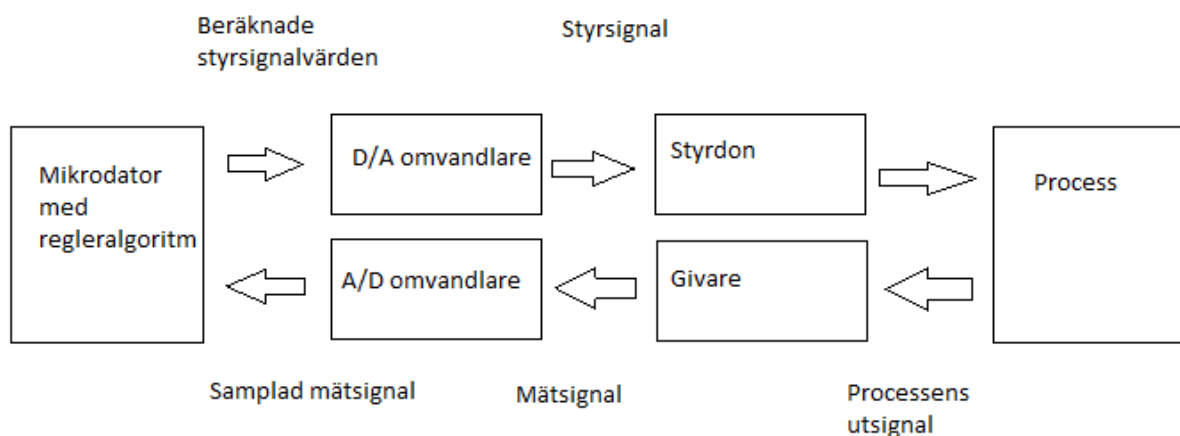 Beräknade
styrsignalvärden
Styrsignal
Mikrodator
med
regleralgoritm
D/A omvandlare
Styrdon
Process
A/D omvandlare
Givare
Samplad mätsignal
Mätsignal
Processens
utsignal